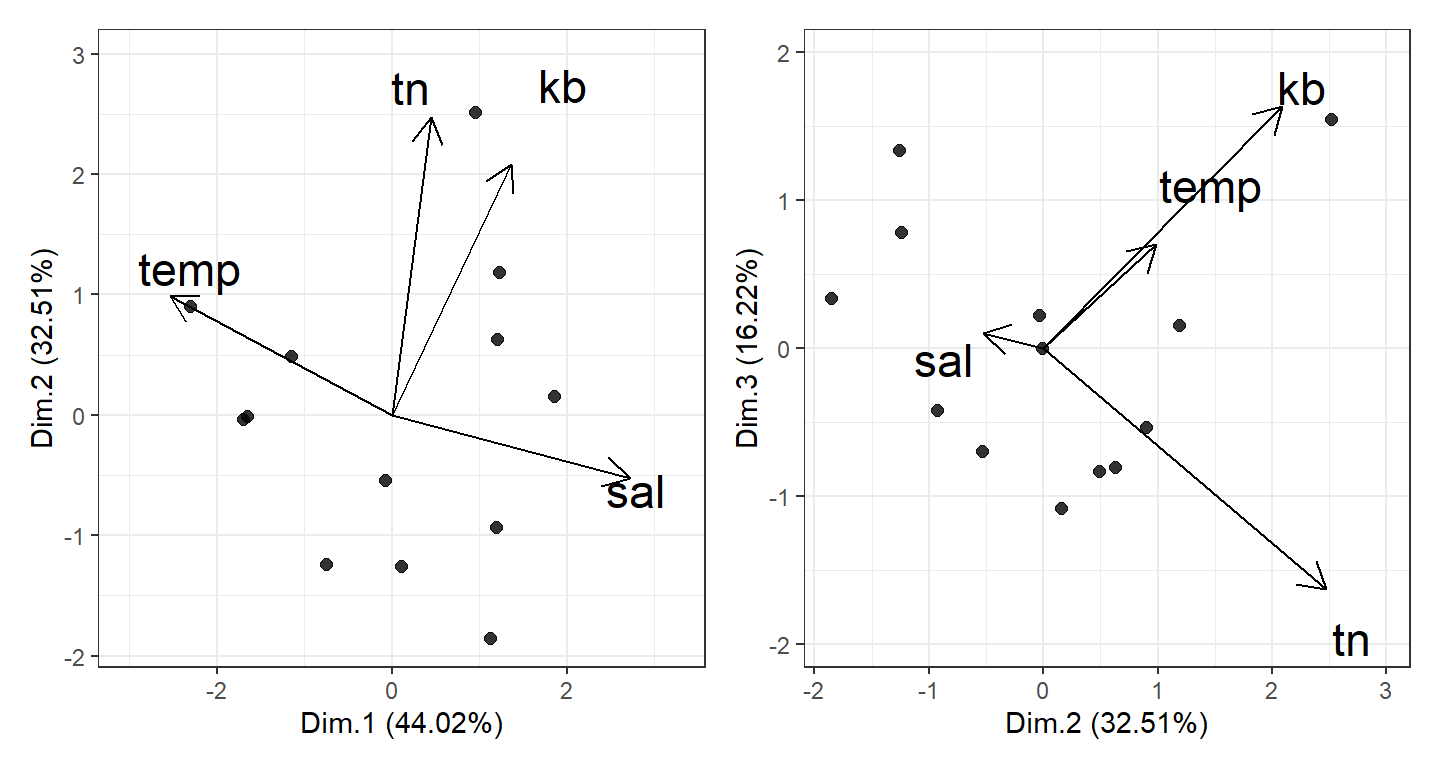 3
2
1
0
-1
-2
-2
0
2
Dim.2 (32.51%)
Dim.1 (44.02%)
tn
kb
temp
sal
2
1
0
-1
-2
-2
-1
0
1
2
3
Dim.3 (16.22%)
Dim.2 (32.51%)
kb
temp
sal
tn